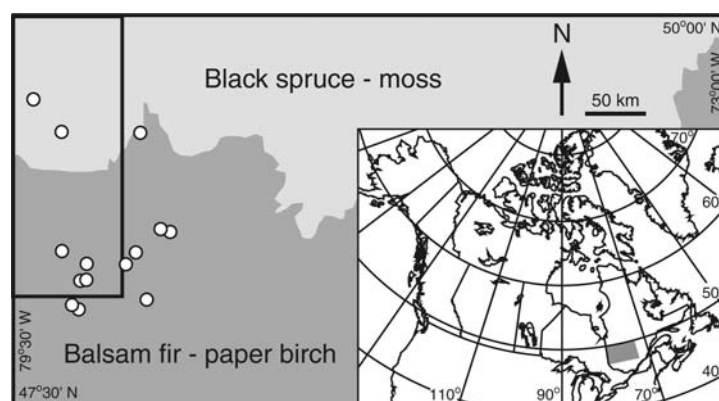 50°00' N
N
73°00' W
Black spruce - moss
50 km
70°
60
50
79°30' W
Balsam fir - paper birch
47°30' N
110°
90°
70°
40